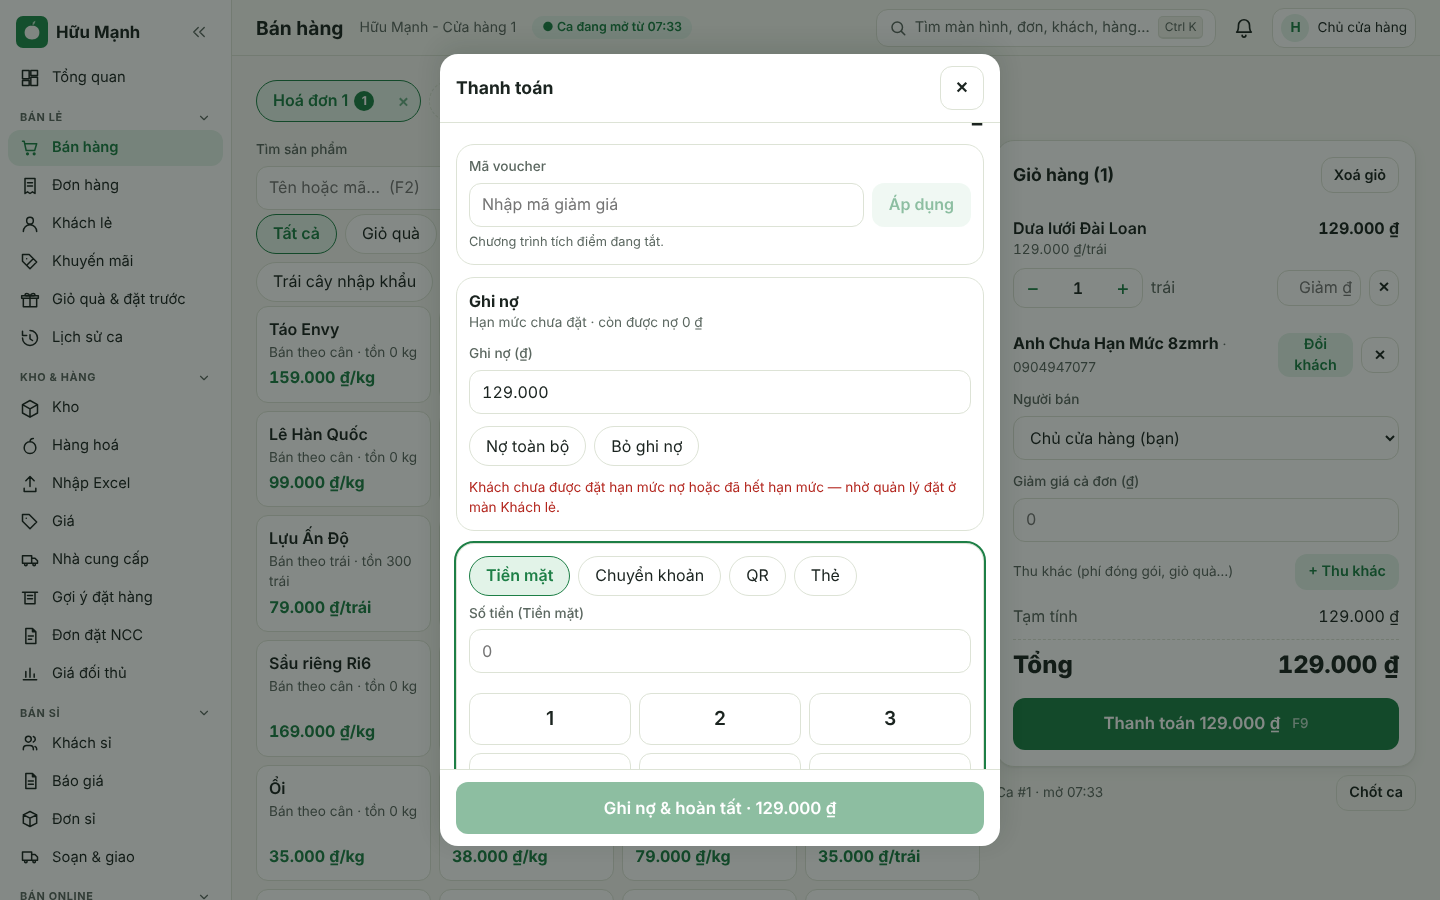 Hữu Mạnh
Tổng quan
BÁN LẺ
Bán hàng
Đơn hàng
Khách lẻ
Khuyến mãi
Giỏ quà & đặt trước
Lịch sử ca
KHO & HÀNG
Kho
Hàng hoá
Nhập Excel
Giá
Nhà cung cấp
Gợi ý đặt hàng
Đơn đặt NCC
Giá đối thủ
BÁN SỈ
Khách sỉ
Báo giá
Đơn sỉ
Soạn & giao
BÁN ONLINE
Bán hàng
Hữu Mạnh - Cửa hàng 1
Ca đang mở từ 07:33
Tìm màn hình, đơn, khách, hàng...
Ctrl K
H
Chủ cửa hàng
Hoá đơn 1 1 ×
Tìm sản phẩm
Tên hoặc mã... (F2)
Tất cả
Giỏ quà
Trái cây nhập khẩu
Táo Envy
Bán theo cân · tồn 0 kg
159.000 ₫/kg
Lê Hàn Quốc
Bán theo cân · tồn 0 kg
99.000 ₫/kg
Lựu Ấn Độ
Bán theo trái · tồn 300
trái
79.000 ₫/trái
Sầu riêng Ri6
Bán theo cân · tồn 0 kg
169.000 ₫/kg
Ổi
Bán theo cân · tồn 0 kg
35.000 ₫/kg
38.000 ₫/kg
79.000 ₫/kg
35.000 ₫/trái
Thanh toán
×
Mã voucher
Nhập mã giảm giá
Áp dụng
Chương trình tích điểm đang tắt.
Ghi nợ
Hạn mức chưa đặt · còn được nợ 0 ₫
Ghi nợ (₫)
129.000
Nợ toàn bộ
Bỏ ghi nợ
Khách chưa được đặt hạn mức nợ hoặc đã hết hạn mức — nhờ quản lý đặt ở
màn Khách lẻ.
Tiền mặt
Chuyển khoản
QR
Thẻ
Số tiền (Tiền mặt)
0
1
2
3
Ghi nợ & hoàn tất · 129.000 ₫
Giỏ hàng (1)
Xoá giỏ
Dưa lưới Đài Loan
129.000 ₫
129.000 ₫/trái
− 1 + trái
Giảm ₫
×
Anh Chưa Hạn Mức 8zmrh ·
0904947077
Đổi
khách
×
Người bán
Chủ cửa hàng (bạn)
Giảm giá cả đơn (₫)
0
Thu khác (phí đóng gói, giỏ quà...)
+ Thu khác
Tạm tính
129.000 ₫
Tổng
129.000 ₫
Thanh toán 129.000 ₫ F9
Ca #1 · mở 07:33
Chốt ca